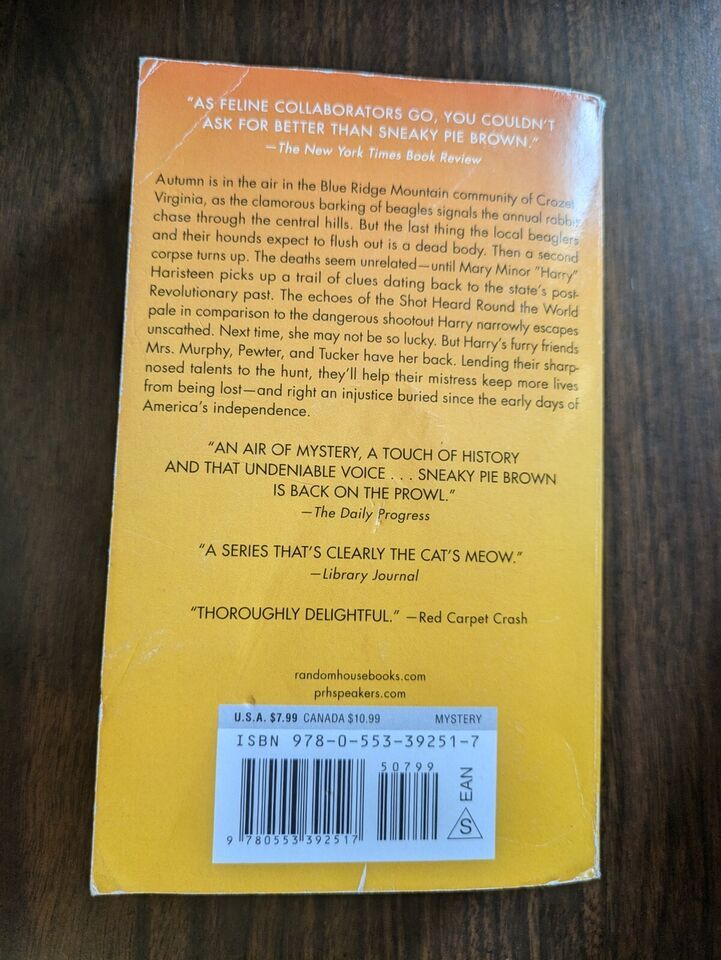 "AS FELINE COLLABORATORS GO, YOU COULDN'T
ASK FOR BETTER THAN SNEAKY PIE BROWN."
—The New York Times Book Review
Autumn is in the air in the Blue Ridge Mountain community of Crozet,
Virginia, as the clamorous barking of beagles signals the annual rabbit
chase through the central hills. But the last thing the local beaglers
and their hounds expect to flush out is a dead body. Then a second
corpse turns up. The deaths seem unrelated—until Mary Minor "Harry"
Haristeen picks up a trail of clues dating back to the state's post-
Revolutionary past. The echoes of the Shot Heard Round the World
pale in comparison to the dangerous shootout Harry narrowly escapes
unscathed. Next time, she may not be so lucky. But Harry's furry friends
Mrs. Murphy, Pewter, and Tucker have her back. Lending their sharp-
nosed talents to the hunt, they'll help their mistress keep more lives
from being lost—and right an injustice buried since the early days of
America's independence.
"AN AIR OF MYSTERY, A TOUCH OF HISTORY
AND THAT UNDENIABLE VOICE . . . SNEAKY PIE BROWN
IS BACK ON THE PROWL."
—The Daily Progress
"A SERIES THAT'S CLEARLY THE CAT'S MEOW."
—Library Journal
"THOROUGHLY DELIGHTFUL." —Red Carpet Crash
randomhousebooks.com
prhspeakers.com
U.S.A. $7.99 CANADA $10.99 MYSTERY
ISBN 978-0-553-39251-7
50799
EAN
S
9 780553 392517